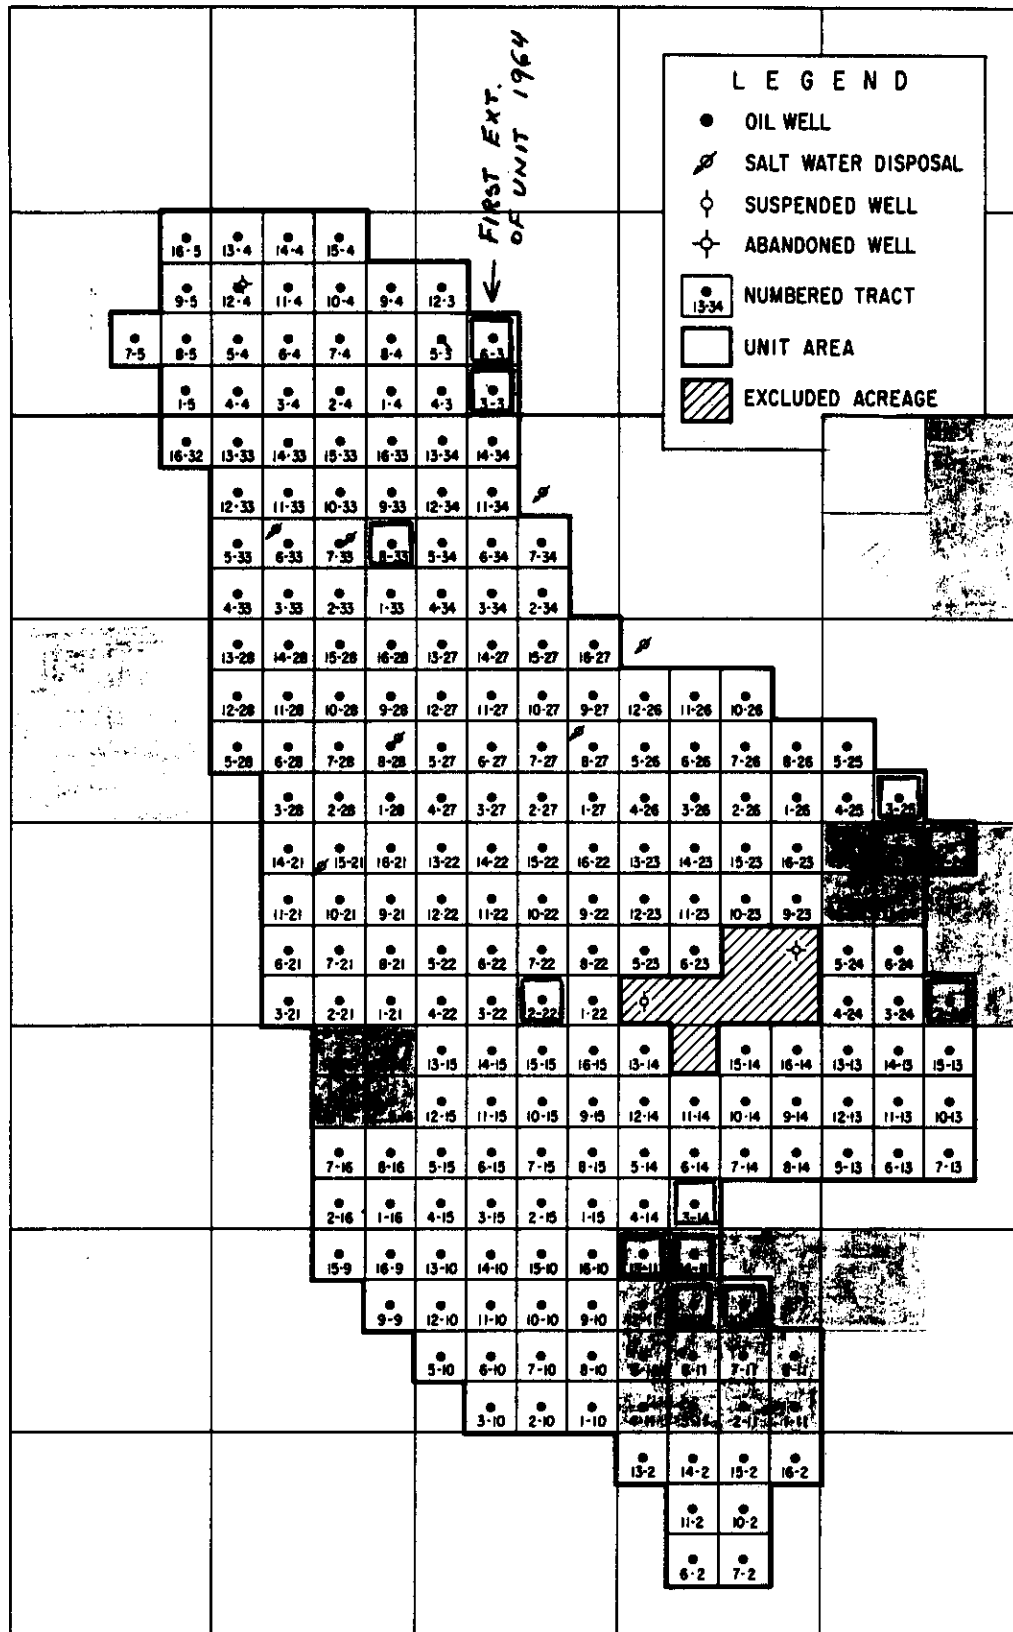 FIRST EXT.
OF UNIT 1964
L E G E N D
OIL WELL
SALT WATER DISPOSAL
SUSPENDED WELL
ABANDONED WELL
13-34 NUMBERED TRACT
UNIT AREA
EXCLUDED ACREAGE
16-5 13-4 14-4 15-4
9-5 12-4 11-4 10-4 9-4 12-3
7-5 8-5 5-4 6-4 7-4 8-4 5-3 6-3
1-5 4-4 3-4 2-4 1-4 4-3 3-3
16-32 13-33 14-33 15-33 16-33 13-34 14-34
12-33 11-33 10-33 9-33 12-34 11-34
5-33 6-33 7-33 8-33 5-34 6-34 7-34
4-33 3-33 2-33 1-33 4-34 3-34 2-34
13-28 14-28 15-28 16-28 13-27 14-27 15-27 16-27
12-28 11-28 10-28 9-28 12-27 11-27 10-27 9-27 12-26 11-26 10-26
5-28 6-28 7-28 8-28 5-27 6-27 7-27 8-27 5-26 6-26 7-26 8-26 5-25
3-28 2-28 1-28 4-27 3-27 2-27 1-27 4-26 3-26 2-26 1-26 4-25 3-25
14-21 15-21 16-21 13-22 14-22 15-22 16-22 13-23 14-23 15-23 16-23
11-21 10-21 9-21 12-22 11-22 10-22 9-22 12-23 11-23 10-23 9-23
6-21 7-21 8-21 5-22 6-22 7-22 8-22 5-23 6-23 5-24 6-24
3-21 2-21 1-21 4-22 3-22 2-22 1-22 4-24 3-24
13-15 14-15 15-15 16-15 13-14 15-14 16-14 13-13 14-13 15-13
12-15 11-15 10-15 9-15 12-14 11-14 10-14 9-14 12-13 11-13 10-13
7-16 8-16 5-15 6-15 7-15 8-15 5-14 6-14 7-14 8-14 5-13 6-13 7-13
2-16 1-16 4-15 3-15 2-15 1-15 4-14 3-14
15-9 16-9 13-10 14-10 15-10 16-10 13-11 14-11
9-9 12-10 11-10 10-10 9-10
5-10 6-10 7-10 8-10 6-11 7-11 8-11
3-10 2-10 1-10 4-11 3-11 2-11 1-11
13-2 14-2 15-2 16-2
11-2 10-2
6-2 7-2